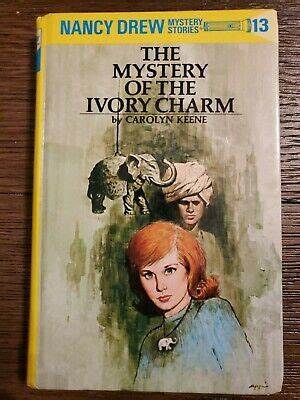 NANCY DREW MYSTERY STORIES 13
THE
MYSTERY
OF THE
IVORY CHARM
by CAROLYN KEENE